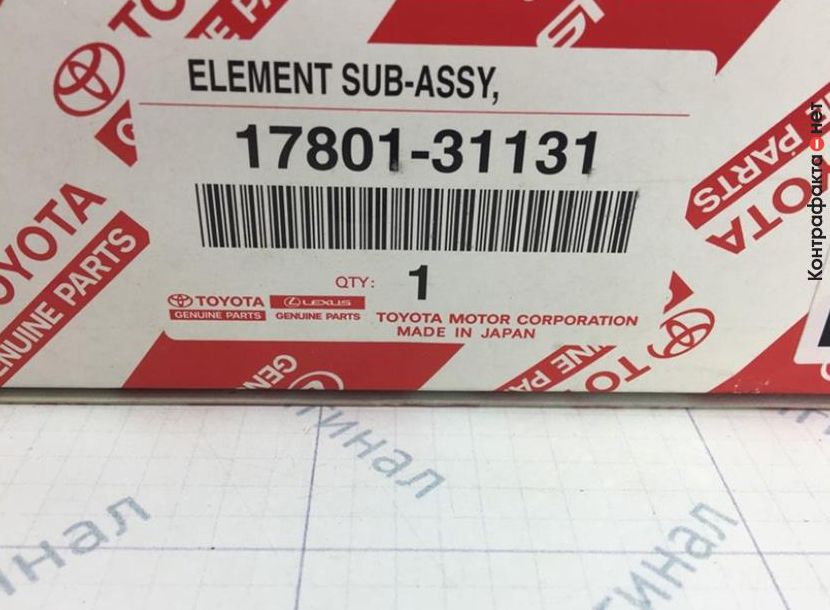 ELEMENT SUB-ASSY,
17801-31131
QTY: 1
TOYOTA LEXUS
GENUINE PARTS GENUINE PARTS
TOYOTA MOTOR CORPORATION
MADE IN JAPAN
TOYOTA
GENUINE PARTS
PARTS
Контрафакта нет
оригинал